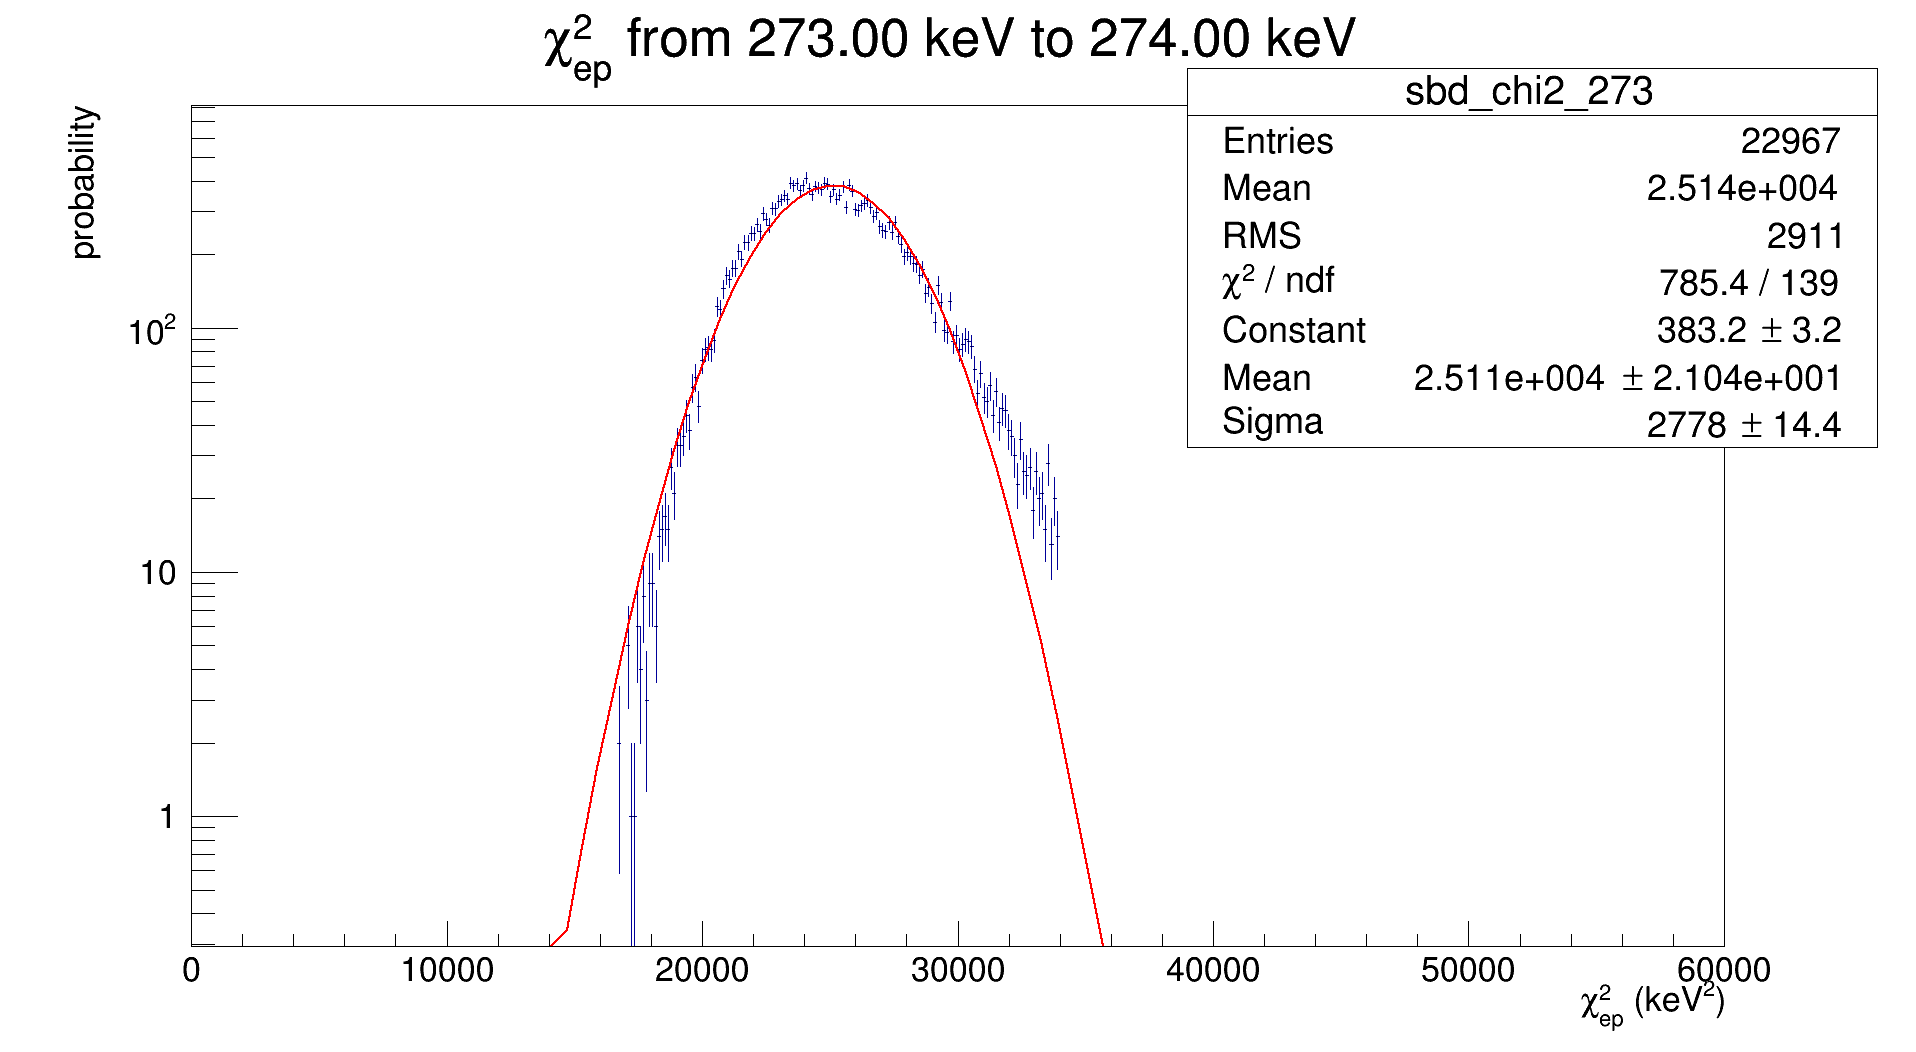 χ²ep from 273.00 keV to 274.00 keV
probability
sbd_chi2_273
Entries 22967
Mean 2.514e+004
RMS 2911
χ² / ndf 785.4 / 139
Constant 383.2 ± 3.2
Mean 2.511e+004 ± 2.104e+001
Sigma 2778 ± 14.4
10²
10
1
0 10000 20000 30000 40000 50000 60000
χ²ep (keV²)